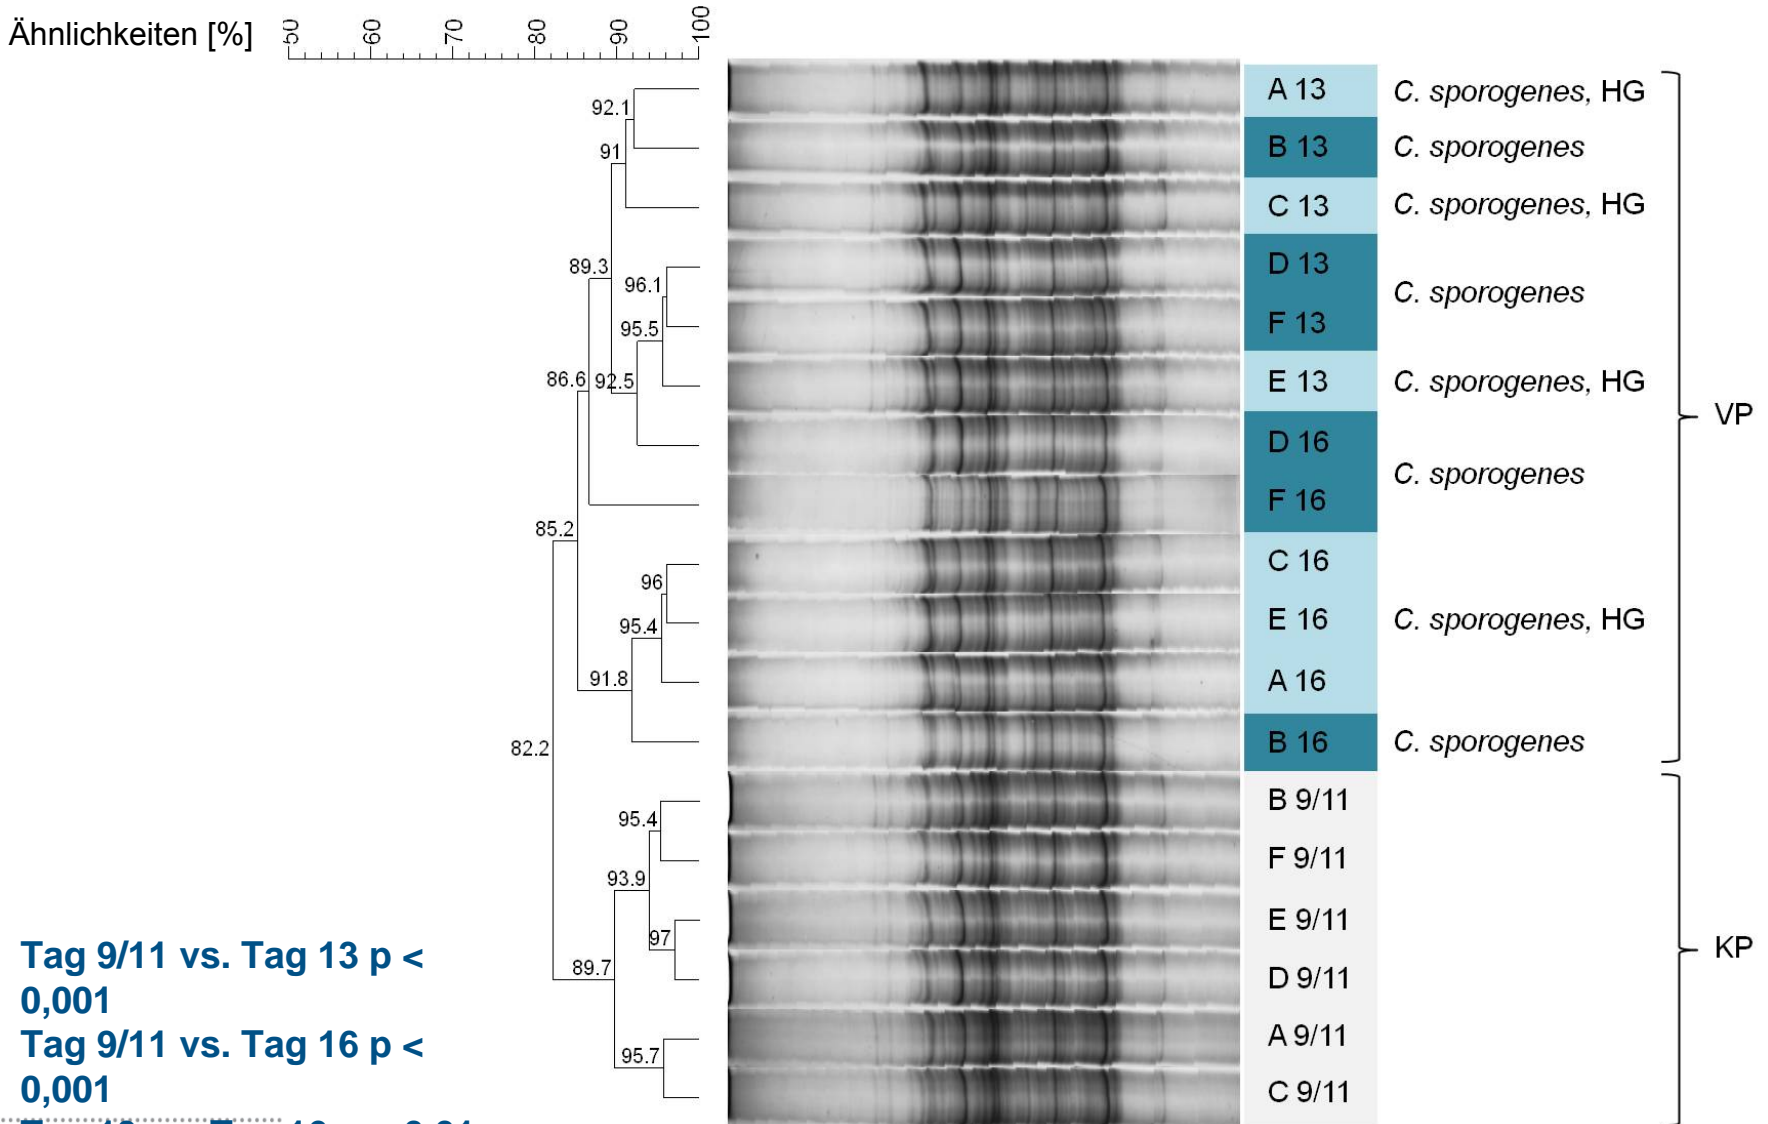 Ähnlichkeiten [%]
50 60 70 80 90 100
A 13 C. sporogenes, HG
92.1
B 13 C. sporogenes
91
C 13 C. sporogenes, HG
89.3
D 13
96.1
C. sporogenes
95.5
F 13
86.6 92.5
E 13 C. sporogenes, HG
VP
D 16
C. sporogenes
F 16
85.2
C 16
96
95.4
E 16 C. sporogenes, HG
91.8
A 16
82.2
B 16 C. sporogenes
B 9/11
95.4
F 9/11
93.9
E 9/11
97
KP
89.7
D 9/11
A 9/11
95.7
C 9/11
Tag 9/11 vs. Tag 13 p <
0,001
Tag 9/11 vs. Tag 16 p <
0,001